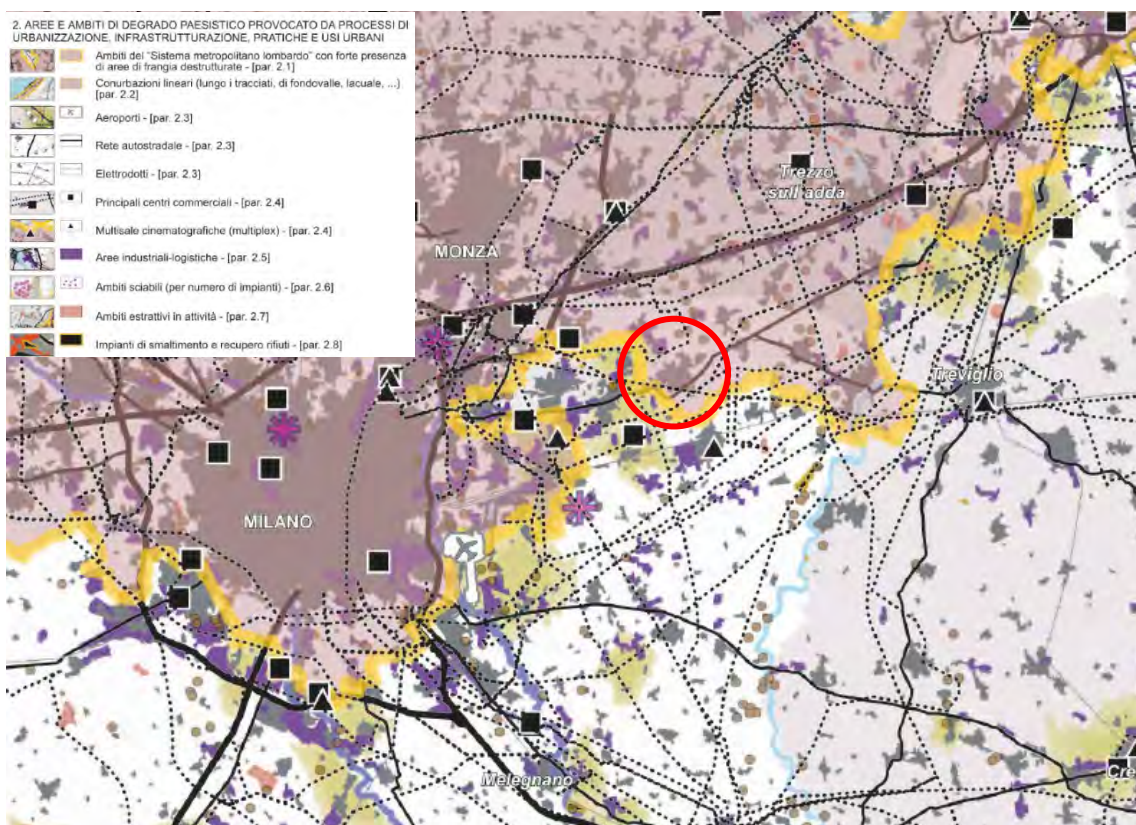 2. AREE E AMBITI DI DEGRADO PAESISTICO PROVOCATO DA PROCESSI DI
URBANIZZAZIONE, INFRASTRUTTURAZIONE, PRATICHE E USI URBANI
Ambiti del "Sistema metropolitano lombardo" con forte presenza
di aree di frangia destrutturate - [par. 2.1]
Conurbazioni lineari (lungo i tracciati, di fondovalle, lacuale, ...)
[par. 2.2]
Aeroporti - [par. 2.3]
Rete autostradale - [par. 2.3]
Elettrodotti - [par. 2.3]
Principali centri commerciali - [par. 2.4]
Multisale cinematografiche (multiplex) - [par. 2.4]
Aree industriali-logistiche - [par. 2.5]
Ambiti sciabili (per numero di impianti) - [par. 2.6]
Ambiti estrattivi in attività - [par. 2.7]
Impianti di smaltimento e recupero rifiuti - [par. 2.8]
Trezzo
sull'adda
MONZA
Treviglio
MILANO
Melegnano
Cre